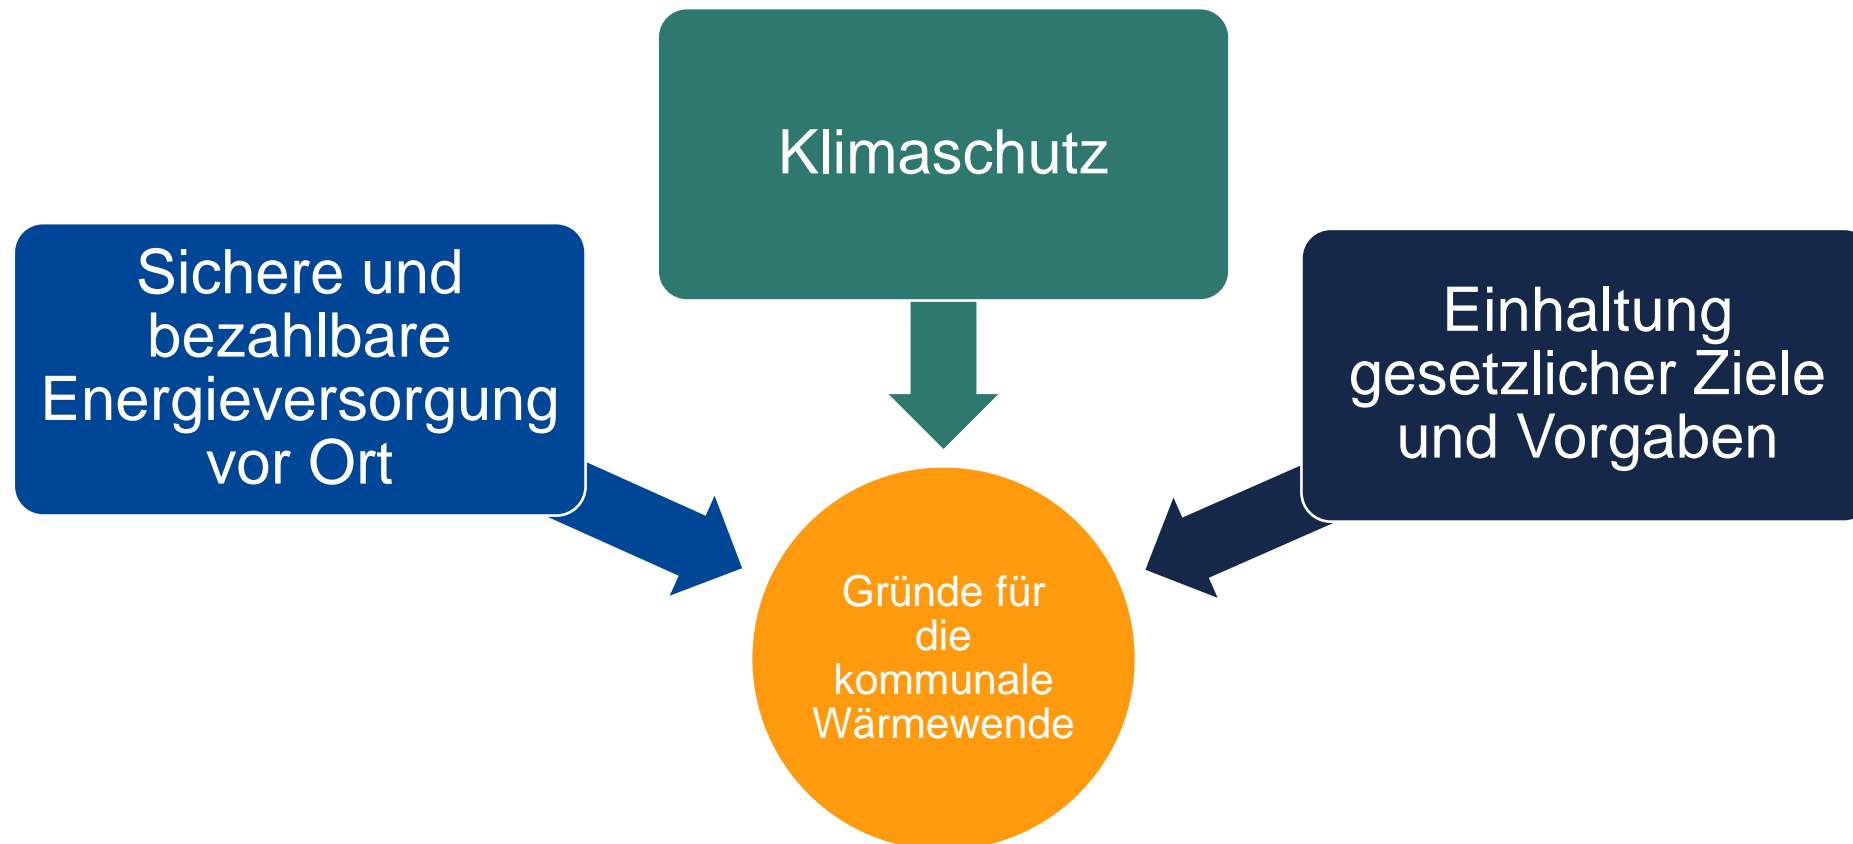 Klimaschutz
Sichere und
bezahlbare
Energieversorgung
vor Ort
Einhaltung
gesetzlicher Ziele
und Vorgaben
Gründe für
die
kommunale
Wärmewende